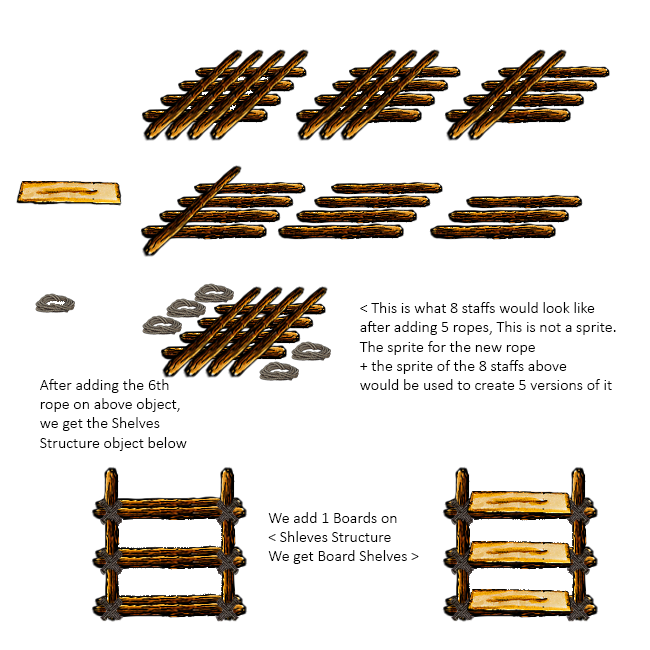 < This is what 8 staffs would look like
after adding 5 ropes, This is not a sprite.
The sprite for the new rope
+ the sprite of the 8 staffs above
would be used to create 5 versions of it
After adding the 6th
rope on above object,
we get the Shelves
Structure object below
We add 1 Boards on
< Shleves Structure
We get Board Shelves >